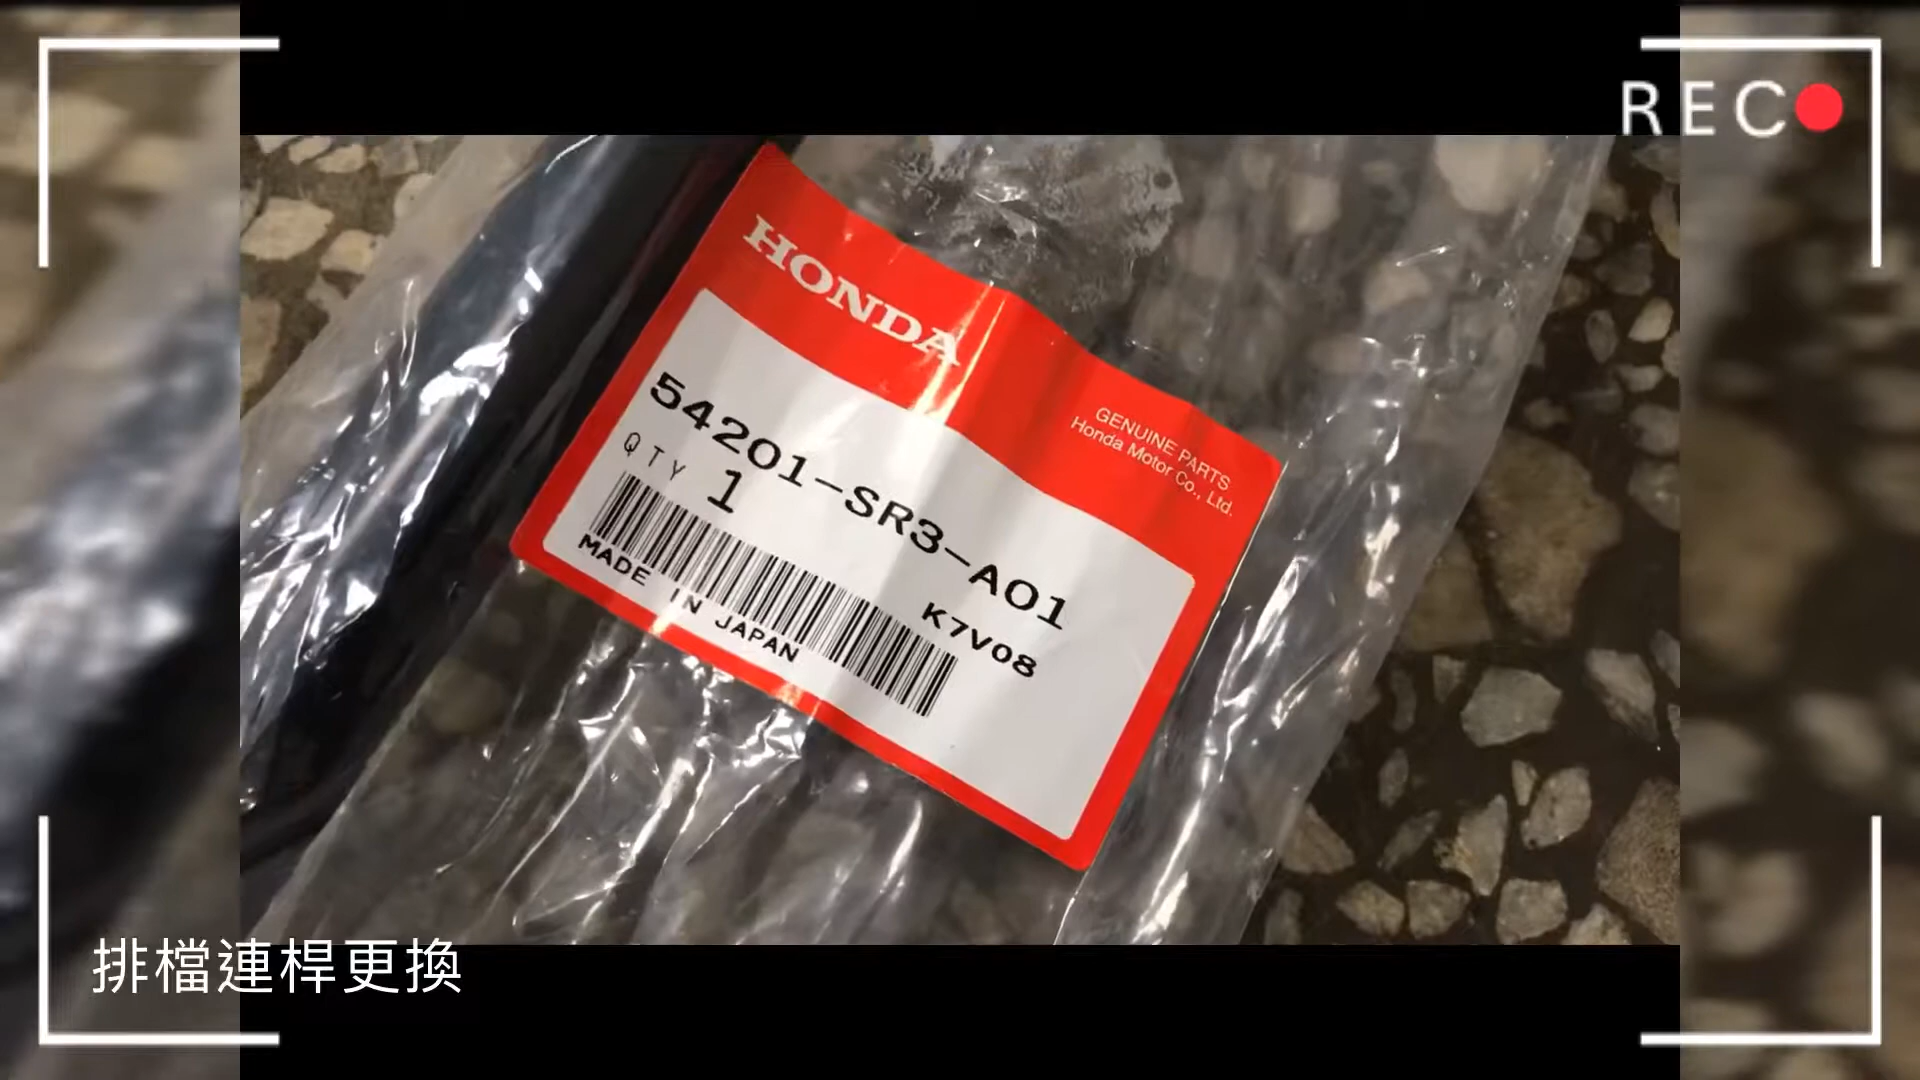 REC
HONDA
GENUINE PARTS
Honda Motor Co., Ltd.
54201-SR3-A01
QTY 1
K7V08
MADE IN JAPAN
排檔連桿更換